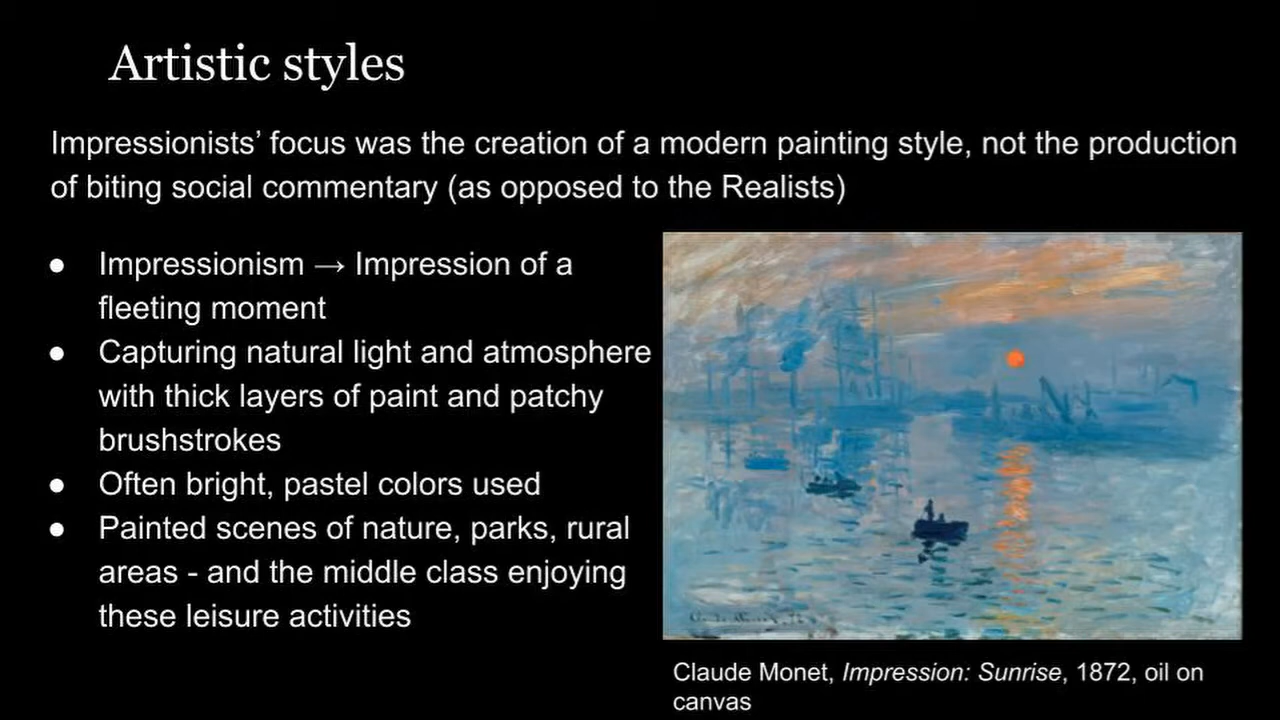 Artistic styles
Impressionists’ focus was the creation of a modern painting style, not the production
of biting social commentary (as opposed to the Realists)
● Impressionism → Impression of a
fleeting moment
● Capturing natural light and atmosphere
with thick layers of paint and patchy
brushstrokes
● Often bright, pastel colors used
● Painted scenes of nature, parks, rural
areas - and the middle class enjoying
these leisure activities
Claude Monet, Impression: Sunrise, 1872, oil on
canvas